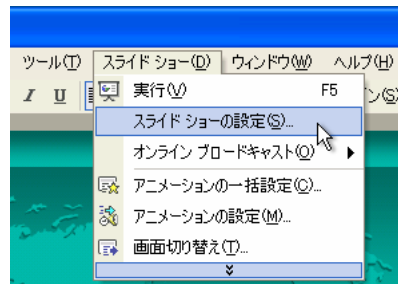 ツール(T) スライド ショー(D) ウィンドウ(W) ヘルプ(H)
I U
実行(V) F5
スライド ショーの設定(S)...
オンライン ブロードキャスト(O)
アニメーションの一括設定(C)...
アニメーションの設定(M)...
画面切り替え(T)...